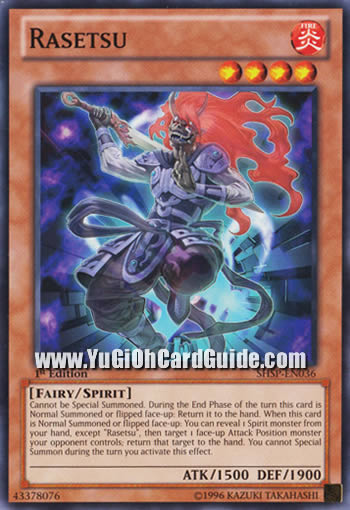 Rasetsu
FIRE
炎
www.YuGiOhCardGuide.com
1st Edition
SHSP-EN036
[Fairy/Spirit]
Cannot be Special Summoned. During the End Phase of the turn this card is
Normal Summoned or flipped face-up: Return it to the hand. When this card
is Normal Summoned or flipped face-up: You can reveal 1 Spirit monster from
your hand, except "Rasetsu", then target 1 face-up Attack Position monster
your opponent controls; return that target to the hand. You cannot Special
Summon during the turn you activate this effect.
ATK/1500 DEF/1900
43378076
©1996 KAZUKI TAKAHASHI